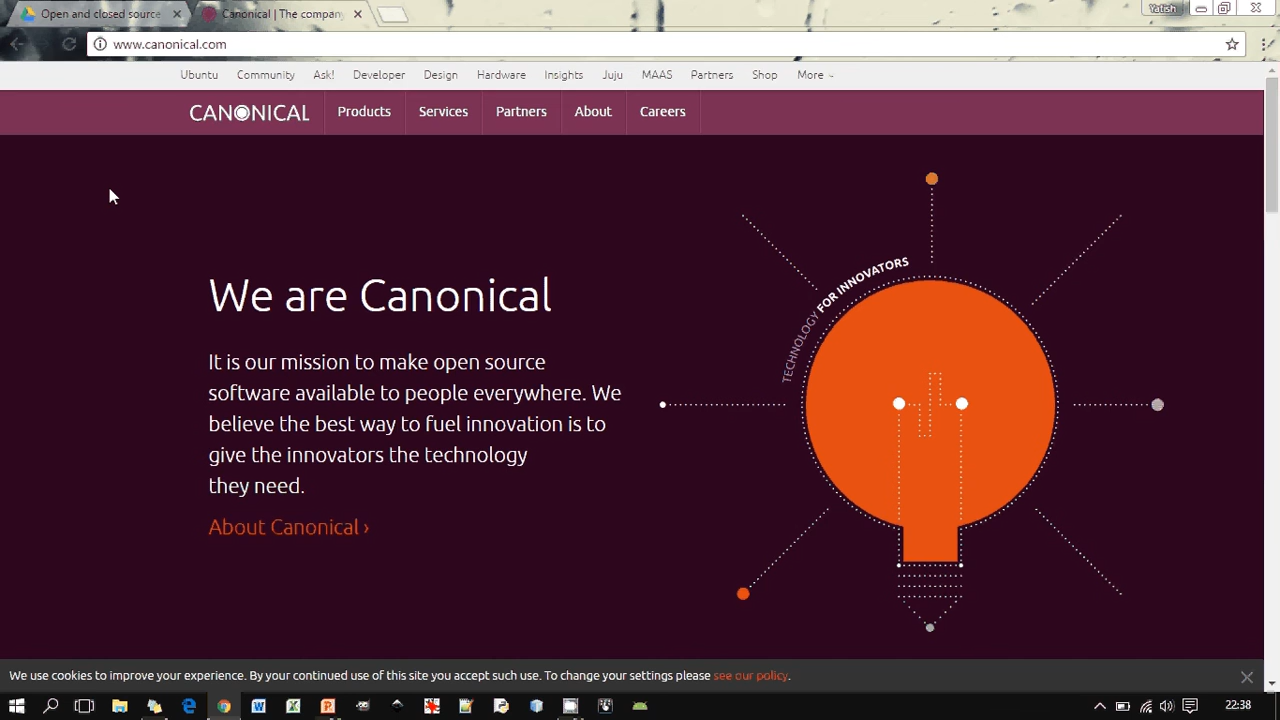 Open and closed source
Canonical | The company
Yatish
www.canonical.com
Ubuntu Community Ask! Developer Design Hardware Insights Juju MAAS Partners Shop More
CANONICAL Products Services Partners About Careers
TECHNOLOGY FOR INNOVATORS
We are Canonical
It is our mission to make open source
software available to people everywhere. We
believe the best way to fuel innovation is to
give the innovators the technology
they need.
About Canonical ›
We use cookies to improve your experience. By your continued use of this site you accept such use. To change your settings please see our policy.
22:38